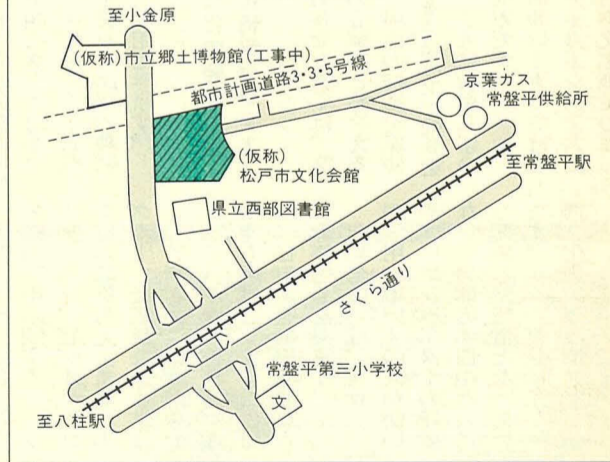 至小金原
(仮称)市立郷土博物館(工事中)
都市計画道路3・3・5号線
京葉ガス
常盤平供給所
(仮称)
松戸市文化会館
至常盤平駅
県立西部図書館
さくら通り
常盤平第三小学校
文
至八柱駅